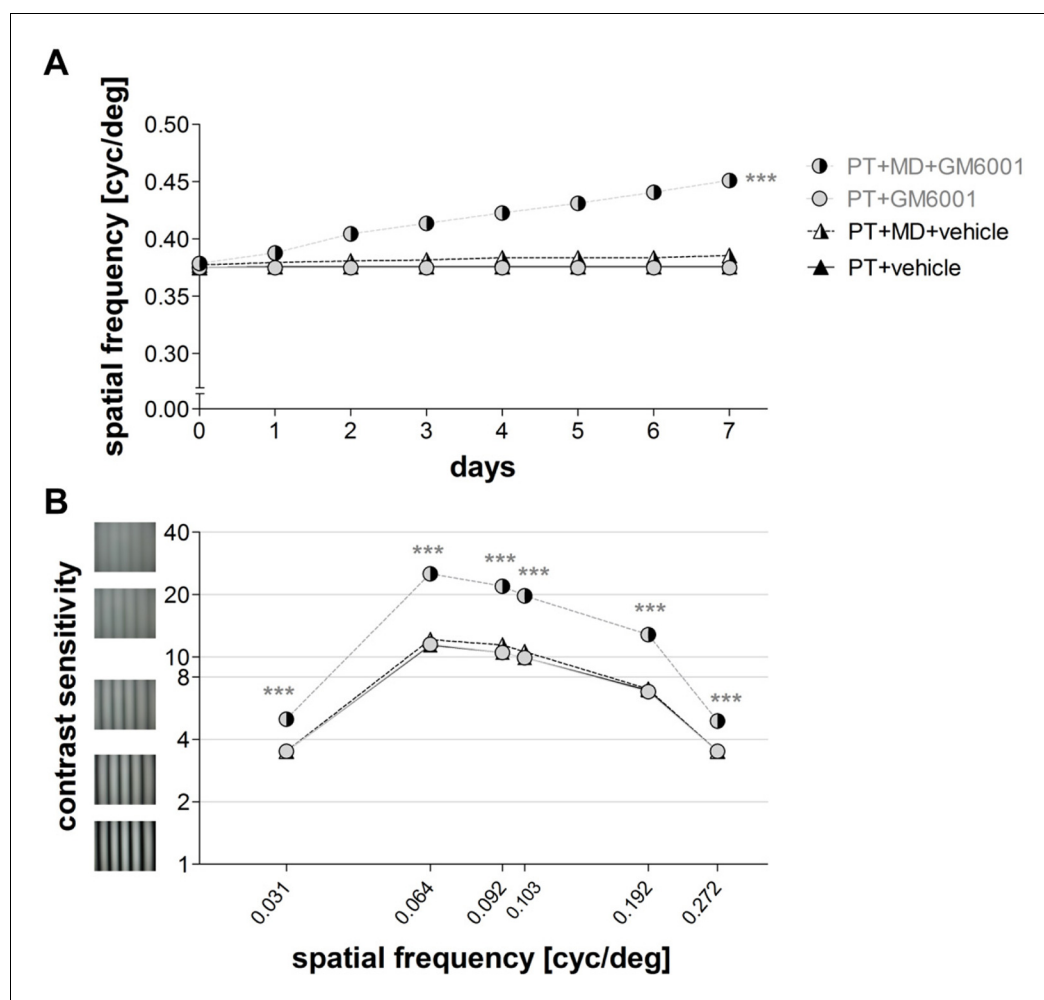 A
spatial frequency [cyc/deg]
0.50
0.45
0.40
0.35
0.30
0.00
0 1 2 3 4 5 6 7
days
***
PT+MD+GM6001
PT+GM6001
PT+MD+vehicle
PT+vehicle
B
contrast sensitivity
40
20
10
8
4
2
1
*** *** *** *** *** ***
0.031 0.064 0.092 0.103 0.192 0.272
spatial frequency [cyc/deg]